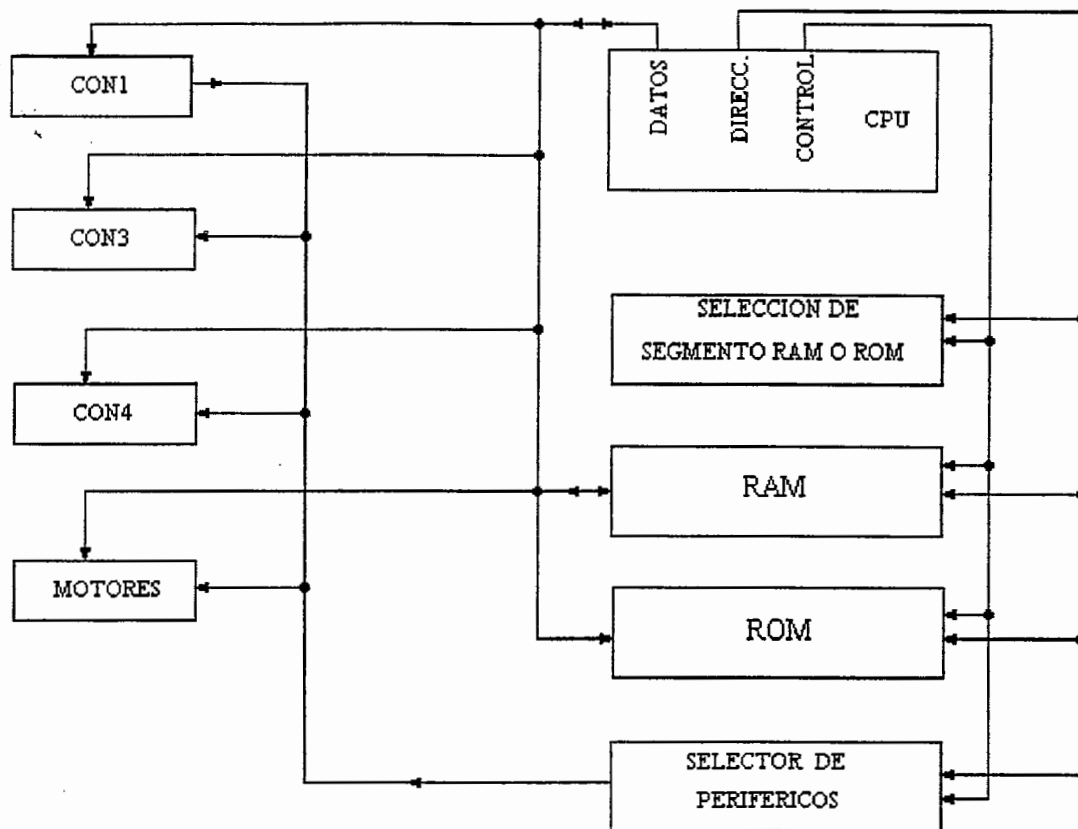 CON1
DATOS
DIRECC.
CONTROL
CPU
CON3
SELECCION DE
SEGMENTO RAM O ROM
CON4
RAM
MOTORES
ROM
SELECTOR DE
PERIFERICOS